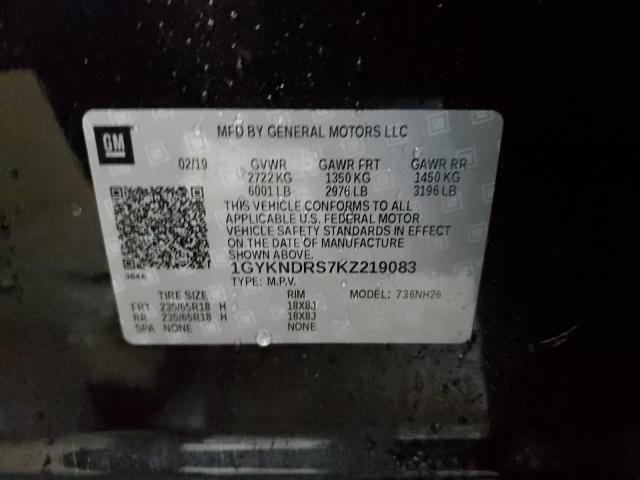 GM
MFD BY GENERAL MOTORS LLC
02/19 GVWR GAWR FRT GAWR RR
2722 KG 1350 KG 1450 KG
6001 LB 2976 LB 3196 LB
THIS VEHICLE CONFORMS TO ALL
APPLICABLE U.S. FEDERAL MOTOR
VEHICLE SAFETY STANDARDS IN EFFECT
ON THE DATE OF MANUFACTURE
SHOWN ABOVE.
1GYKNDRS7KZ219083
TYPE: M.P.V.
TIRE SIZE RIM MODEL: 736NH26
FRT 235/65R18 H 18X8J
RR 235/65R18 H 18X8J
SPA NONE NONE